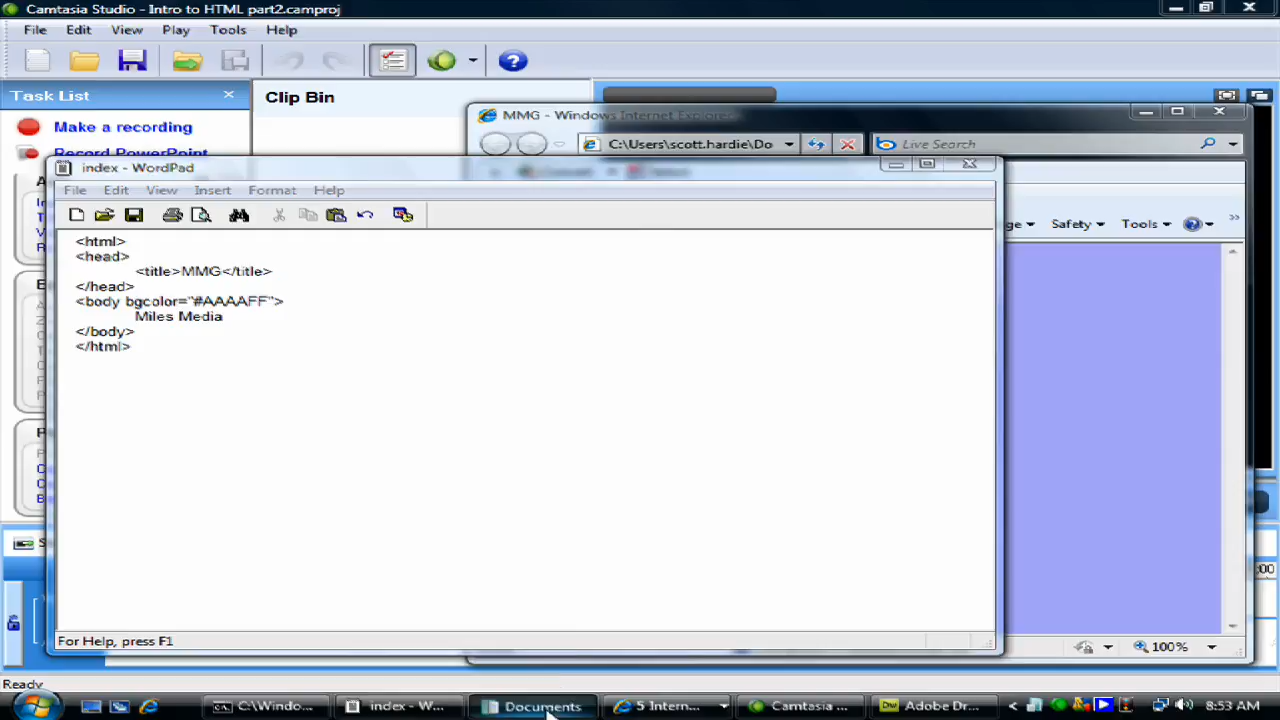 Camtasia Studio - Intro to HTML part2.camproj
File Edit View Play Tools Help
Task List
Clip Bin
Make a recording
Record PowerPoint
MMG - Windows Internet Explorer
C:\Users\scott.hardie\Do
Live Search
index - WordPad
File Edit View Insert Format Help
Safety Tools
<html>
<head>
<title>MMG</title>
</head>
<body bgcolor="#AAAAFF">
Miles Media
</body>
</html>
For Help, press F1
100%
Ready
C:\Windo...
index - W...
Documents
5 Intern...
Camtasia ...
Adobe Dr...
8:53 AM